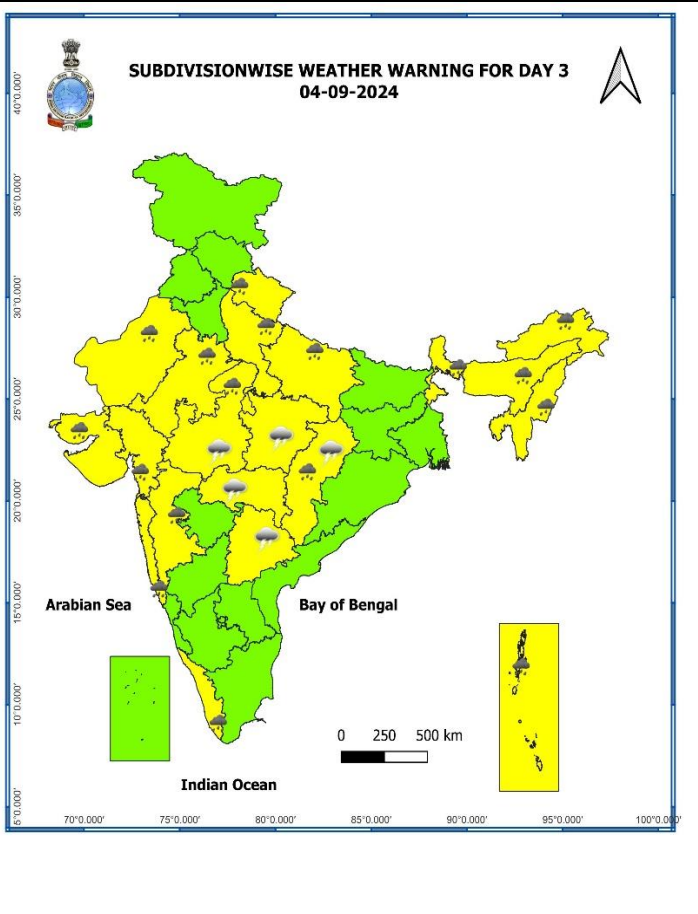 SUBDIVISIONWISE WEATHER WARNING FOR DAY 3
04-09-2024
40°0.000'
35°0.000'
30°0.000'
25°0.000'
20°0.000'
15°0.000'
10°0.000'
5°0.000'
Arabian Sea
Bay of Bengal
0 250 500 km
Indian Ocean
70°0.000' 75°0.000' 80°0.000' 85°0.000' 90°0.000' 95°0.000' 100°0.000'